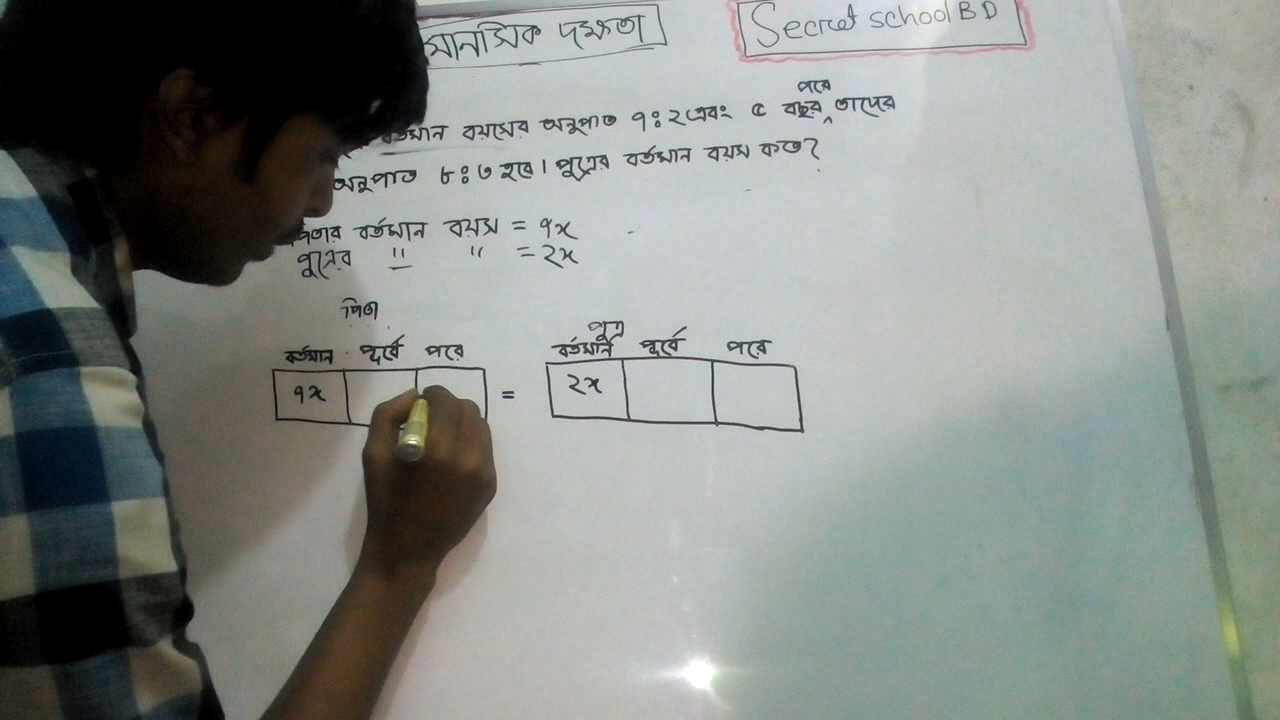 মানসিক দক্ষতা
Secret school BD
বর্তমান বয়সের অনুপাত ৭ঃ২ এবং ৫ বছর পরে তাদের
অনুপাত ৮ঃ৩ হবে। পুত্রের বর্তমান বয়স কত?
পিতার বর্তমান বয়স = ৭x
পুত্রের " " = ২x
পিতা
পুত্র
বর্তমান পূর্বে পরে বর্তমান পূর্বে পরে
৭x = ২x